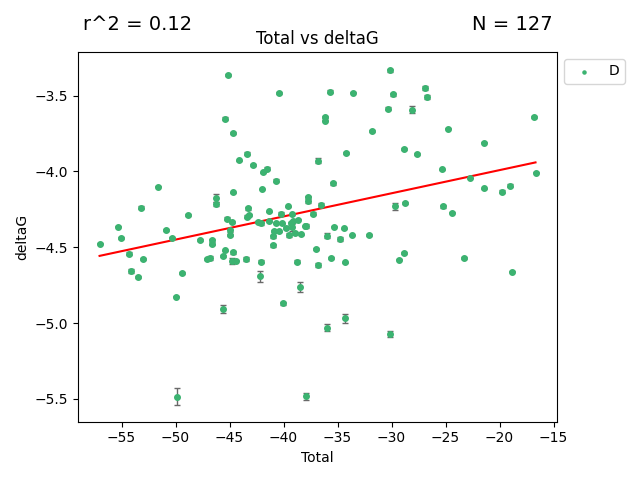 r^2 = 0.12
N = 127
Total vs deltaG
D
deltaG
−3.5
−4.0
−4.5
−5.0
−5.5
−55 −50 −45 −40 −35 −30 −25 −20 −15
Total